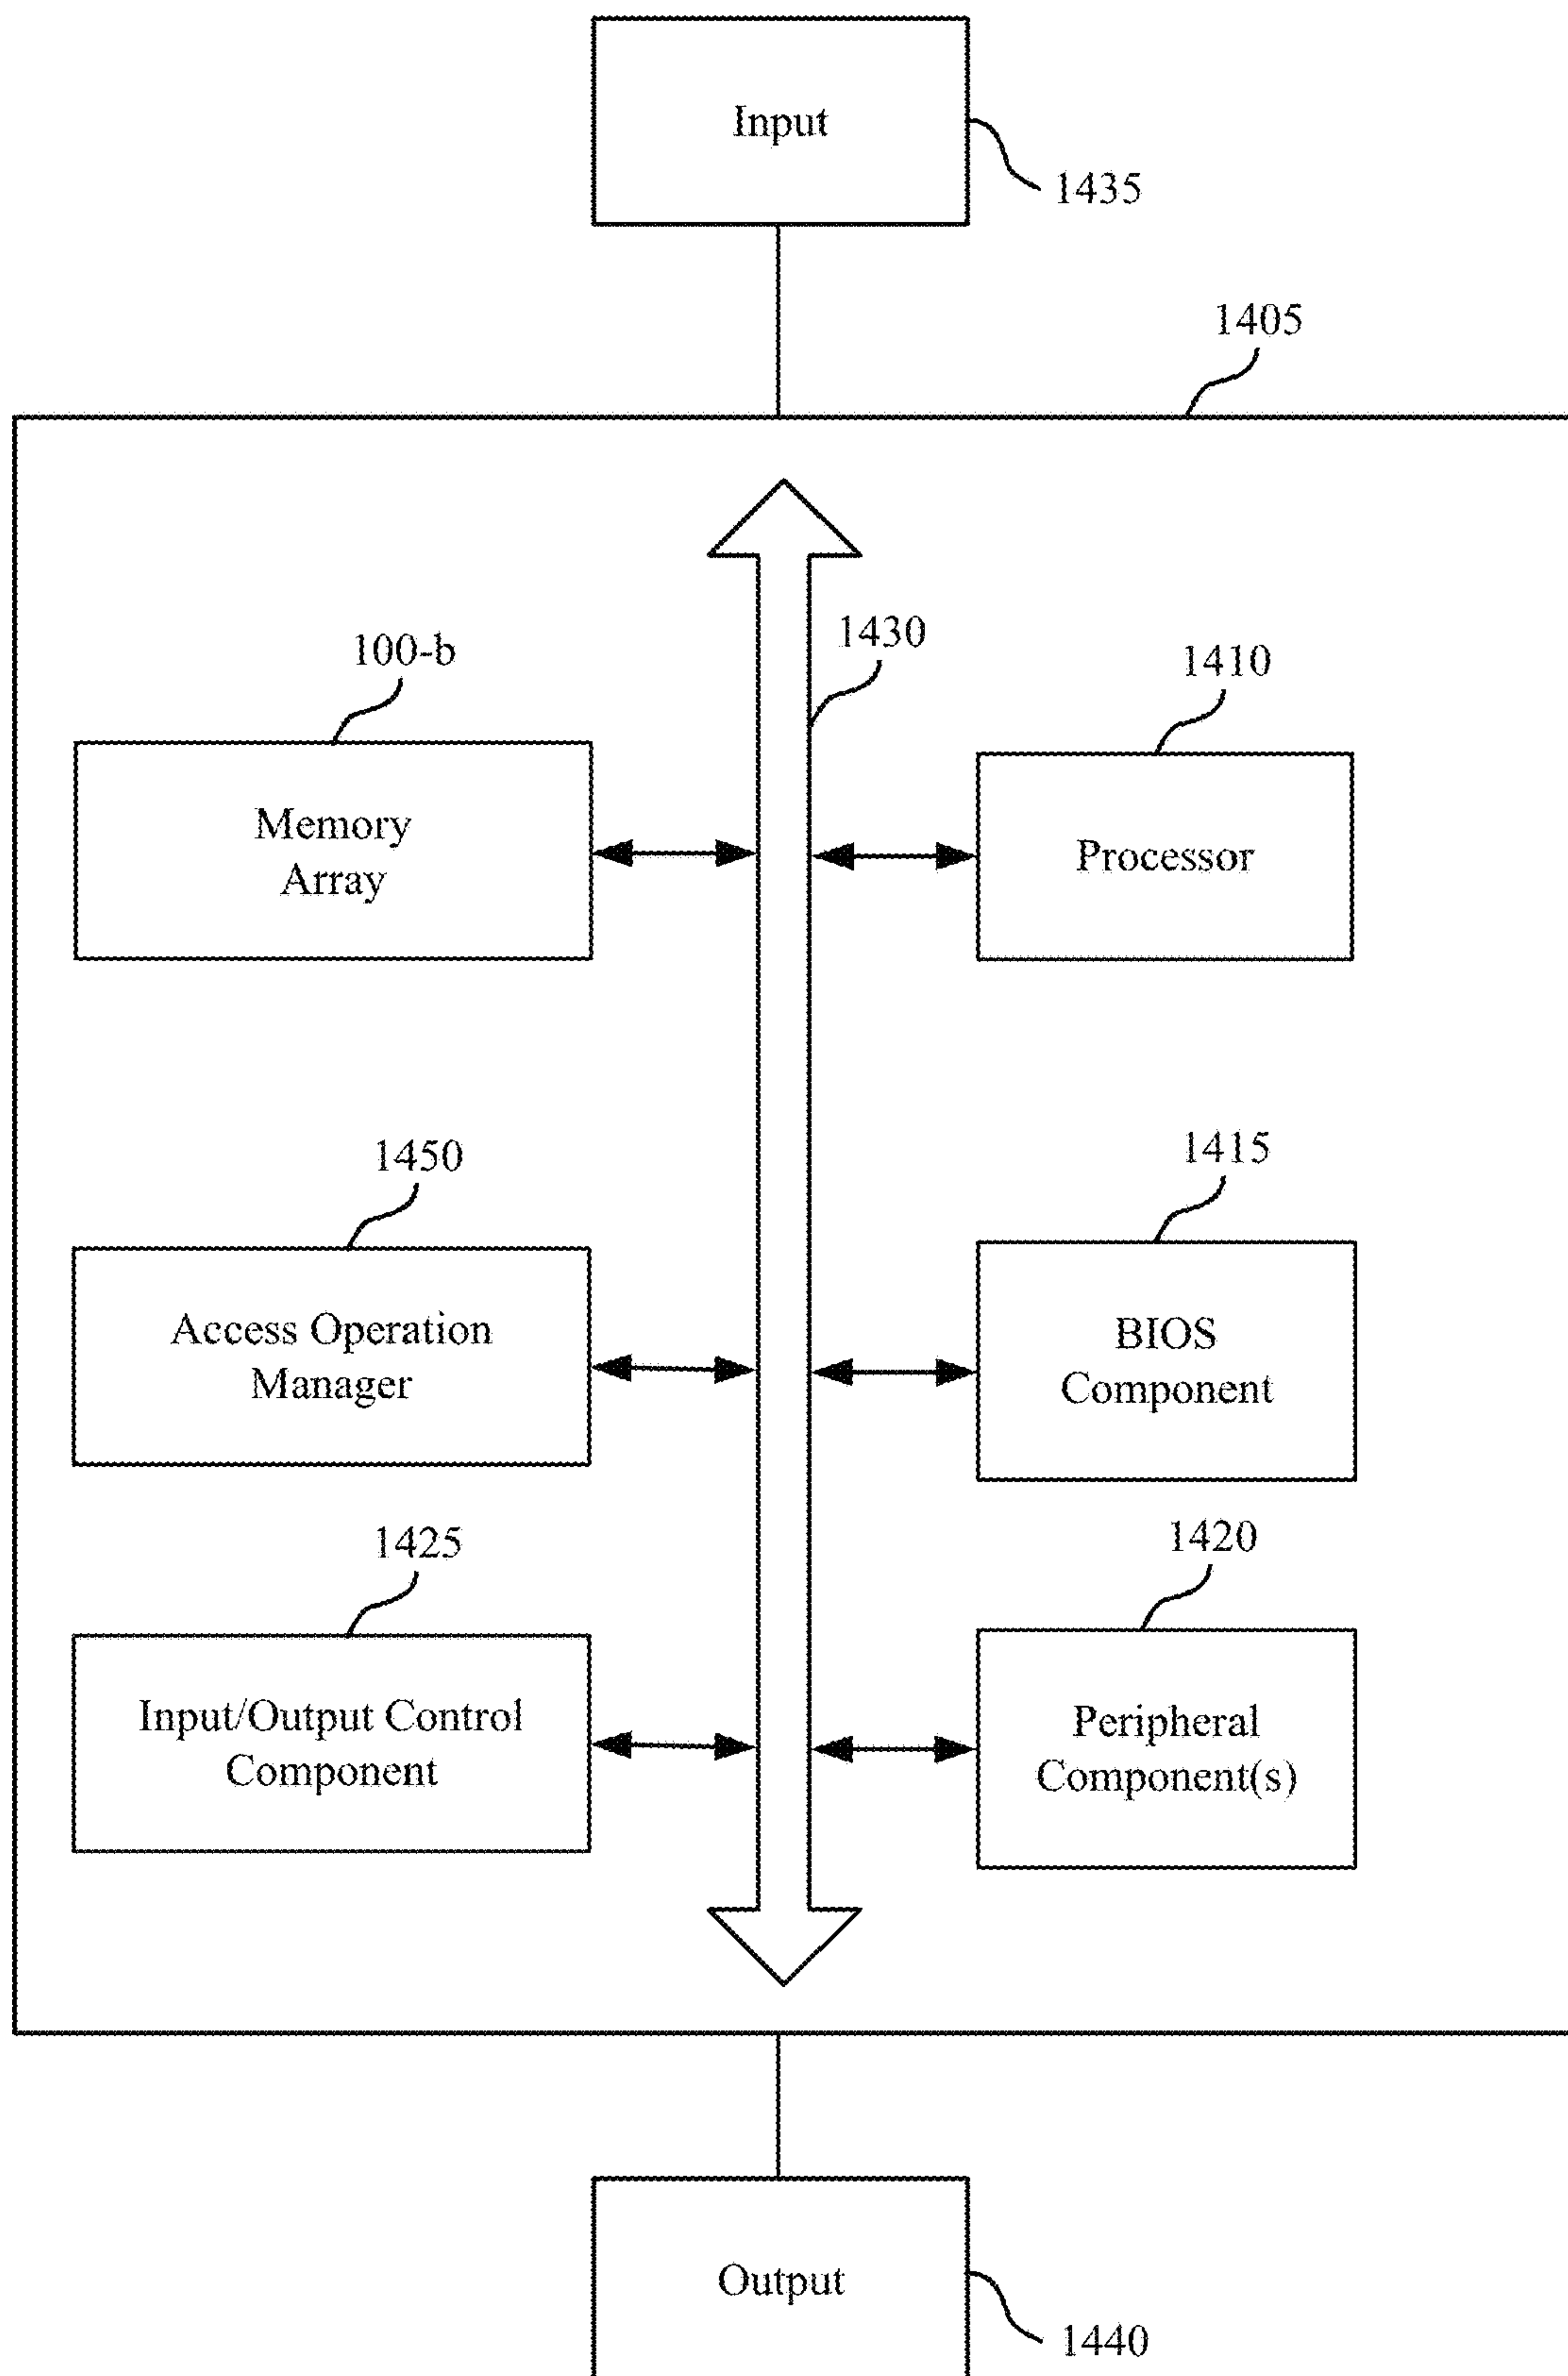 Input
1435
1405
100-b
1430
1410
Memory
Array
Processor
1450
1415
Access Operation
Manager
BIOS
Component
1425
1420
Input/Output Control
Component
Peripheral
Component(s)
Output
1440